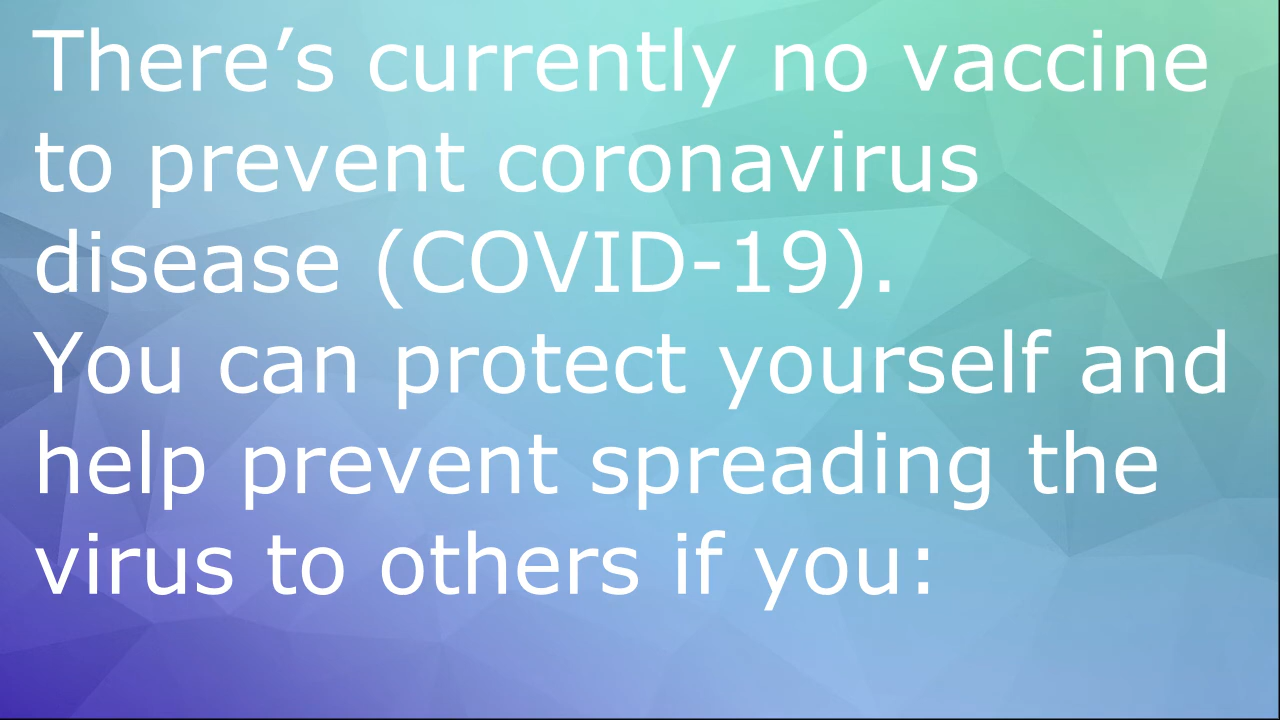 There’s currently no vaccine
to prevent coronavirus
disease (COVID-19).
You can protect yourself and
help prevent spreading the
virus to others if you: